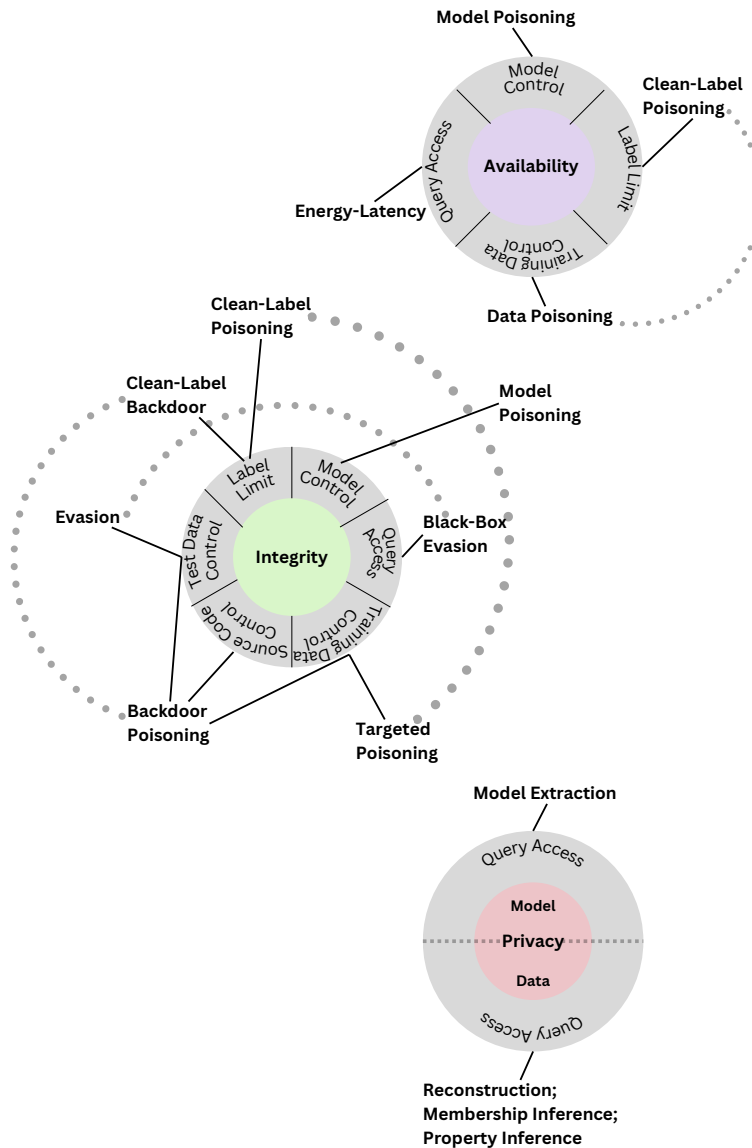 Model Poisoning
Model
Control
Clean-Label
Poisoning
Query Access
Availability
Label Limit
Energy-Latency
Training Data
Control
Data Poisoning
Clean-Label
Poisoning
Clean-Label
Backdoor
Model
Poisoning
Label
Limit
Model
Control
Evasion
Test Data
Control
Integrity
Query
Access
Black-Box
Evasion
Source Code
Control
Training Data
Control
Backdoor
Poisoning
Targeted
Poisoning
Model Extraction
Query Access
Model
Privacy
Data
Query Access
Reconstruction;
Membership Inference;
Property Inference